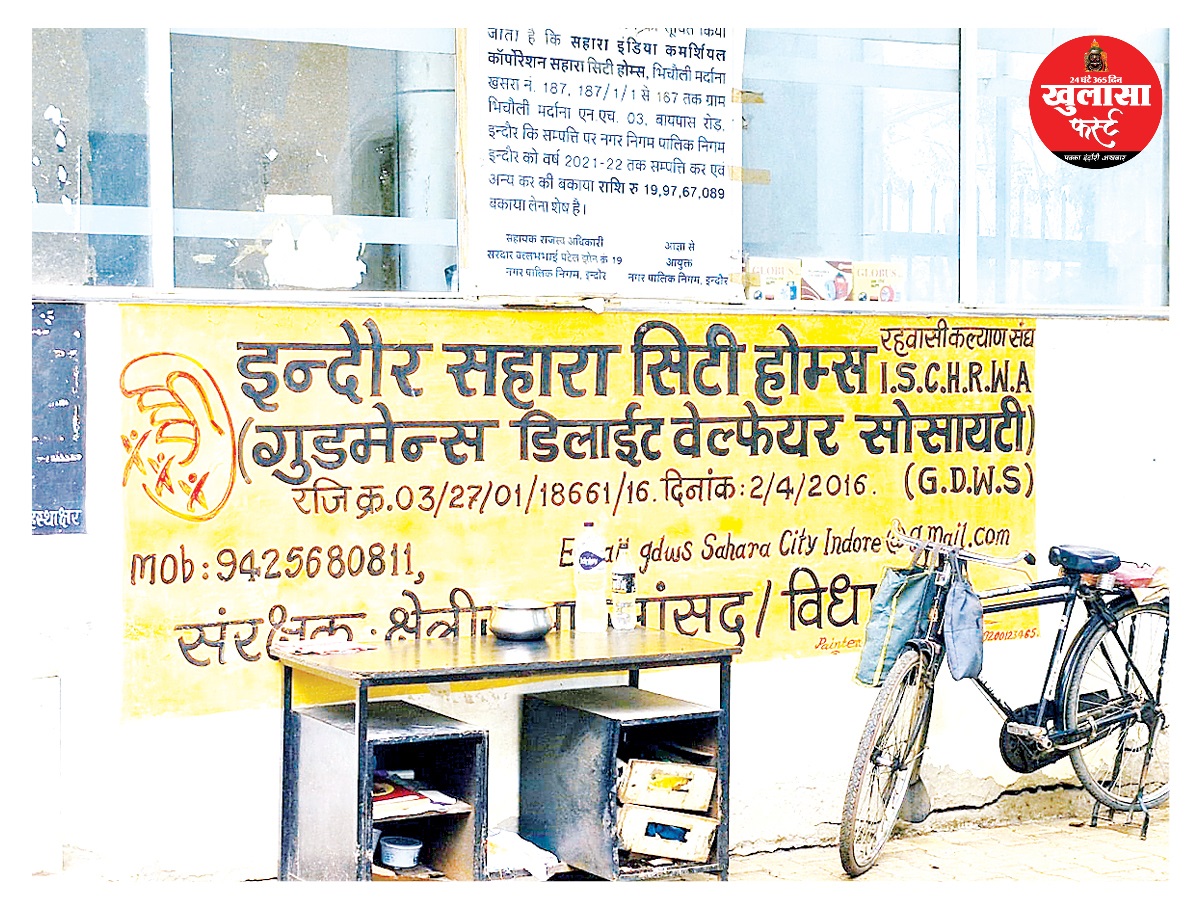 सूचित किया
जाता है कि सहारा इंडिया कमर्शियल
कॉर्पोरेशन सहारा सिटी होम्स, भिचौली मर्दाना
खसरा नं. 187, 187/1/1 से 167 तक ग्राम
भिचौली मर्दाना एन.एच. 03, बायपास रोड,
इन्दौर कि सम्पत्ति पर नगर निगम पालिक निगम
इन्दौर को वर्ष 2021-22 तक सम्पत्ति कर एवं
अन्य कर की बकाया राशि रु 19,97,67,089
बकाया लेना शेष है।
सहायक राजस्व अधिकारी
सरदार वल्लभभाई पटेल झोन क्र 19
नगर पालिक निगम, इन्दौर
आज्ञा से
आयुक्त
नगर पालिक निगम, इन्दौर
24 घंटे 365 दिन
खुलासा
फर्स्ट
पक्का इंदौरी अखबार
GLOBUS
GLOBUS
इन्दौर सहारा सिटी होम्स रहवासी कल्याण संघ
I.S.C.H.R.W.A
(गुडमेन्स डिलाईट वेल्फेयर सोसायटी)
रजि क्र. 03/27/01/18661/16. दिनांक: 2/4/2016. (G.D.W.S)
हस्थाक्षर
Mob: 9425680811,
gdws Sahara City Indore@gmail.com
संरक्षक
Painter